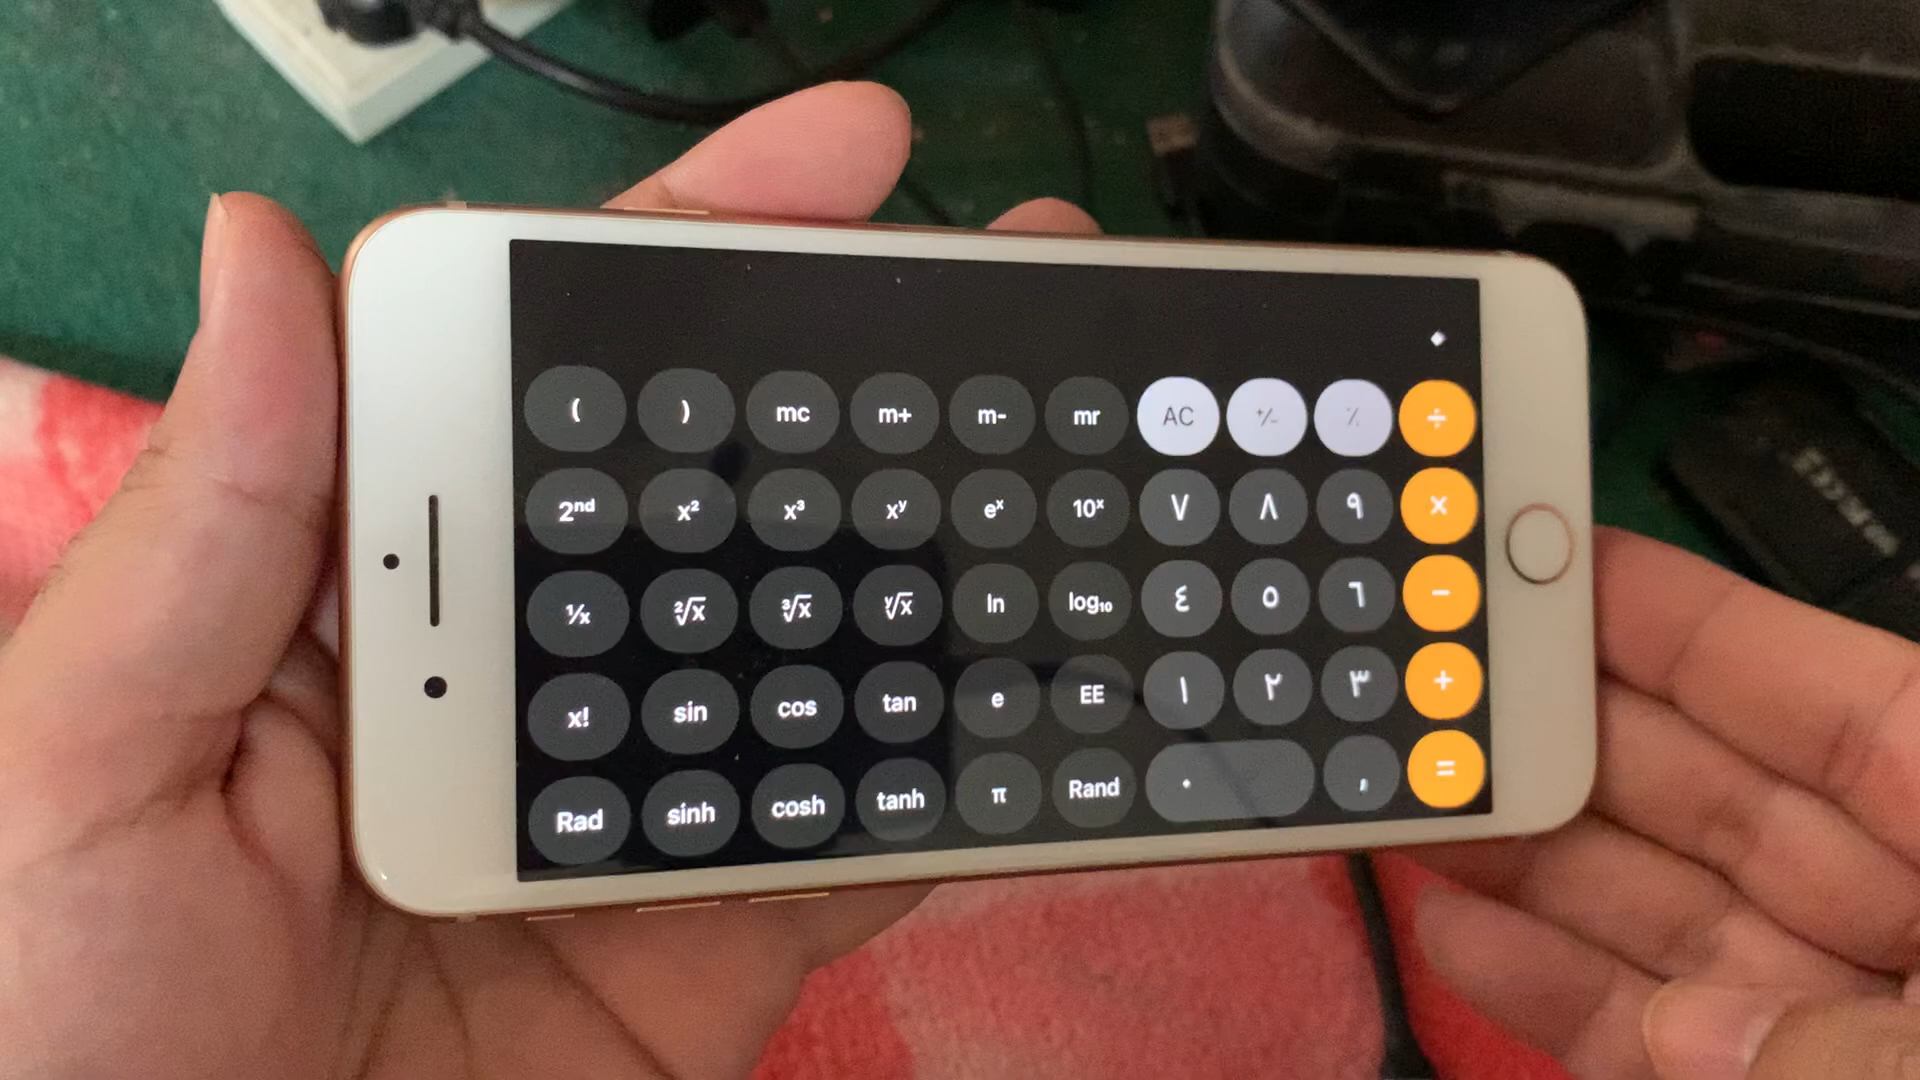 ٠
( ) mc m+ m- mr AC +/- ٪ ÷
2ⁿᵈ x² x³ xʸ eˣ 10ˣ ٧ ٨ ٩ ×
1/x ²√x ³√x ʸ√x ln log₁₀ ٤ ٥ ٦ −
x! sin cos tan e EE ١ ٢ ٣ +
Rad sinh cosh tanh π Rand ٠ , =